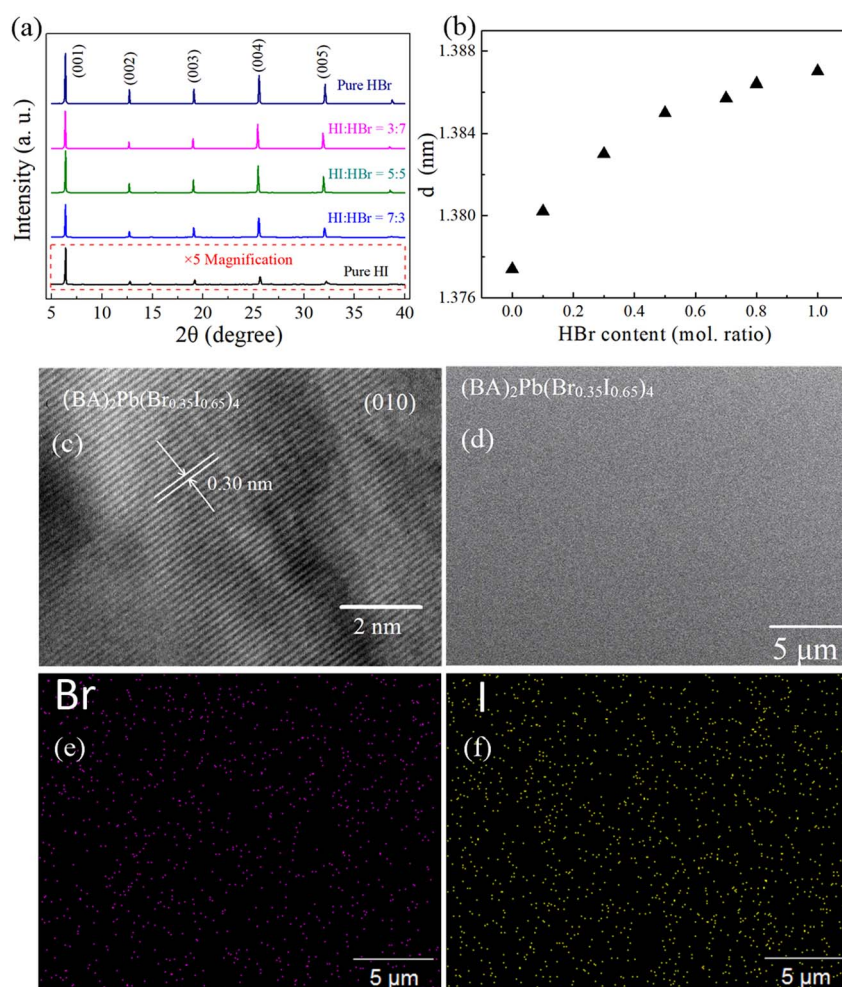 (a)
Intensity (a. u.)
(001)
(002)
(003)
(004)
(005)
Pure HBr
HI:HBr = 3:7
HI:HBr = 5:5
HI:HBr = 7:3
×5 Magnification
Pure HI
5 10 15 20 25 30 35 40
2θ (degree)
(b)
d (nm)
1.388
1.384
1.380
1.376
0.0 0.2 0.4 0.6 0.8 1.0
HBr content (mol. ratio)
(BA)₂Pb(Br₀.₃₅I₀.₆₅)₄
(010)
(c)
0.30 nm
2 nm
(BA)₂Pb(Br₀.₃₅I₀.₆₅)₄
(d)
5 µm
Br
(e)
5 µm
I
(f)
5 µm